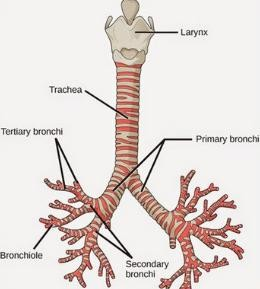 Larynx
Trachea
Tertiary bronchi
Primary bronchi
Bronchiole
Secondary
bronchi